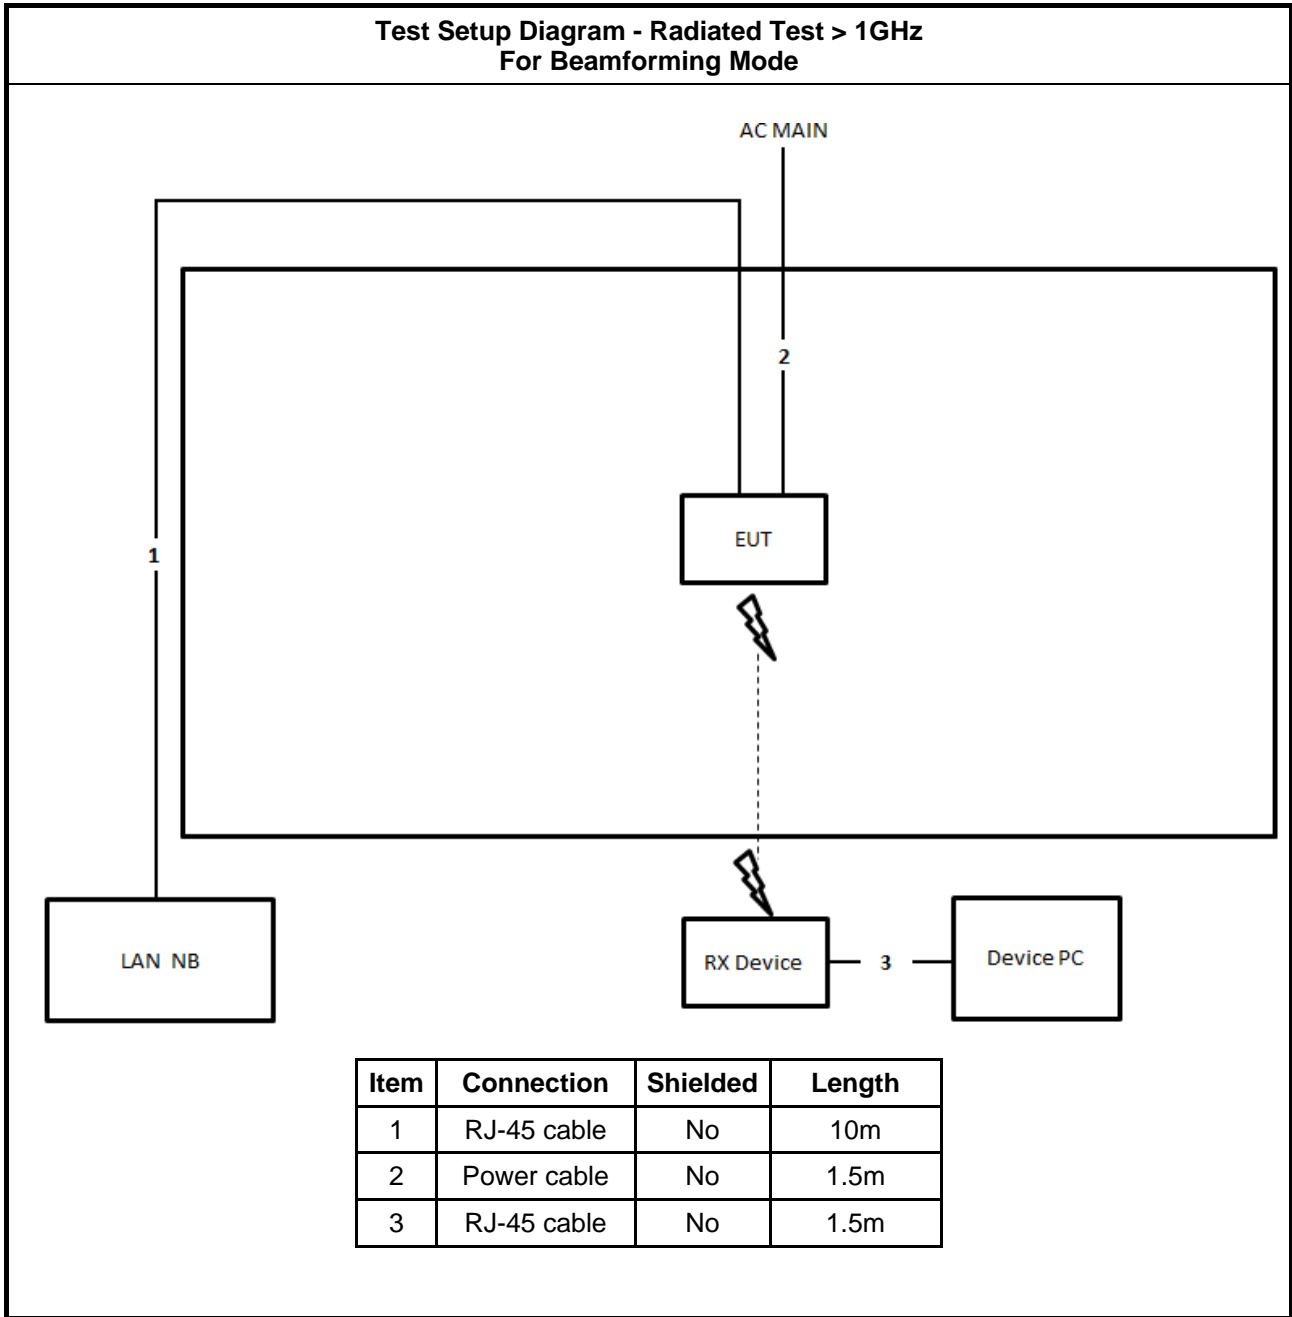 Test Setup Diagram - Radiated Test > 1GHz
For Beamforming Mode
AC MAIN
2
1
EUT
LAN NB
RX Device
3
Device PC
Item Connection Shielded Length
1 RJ-45 cable No 10m
2 Power cable No 1.5m
3 RJ-45 cable No 1.5m